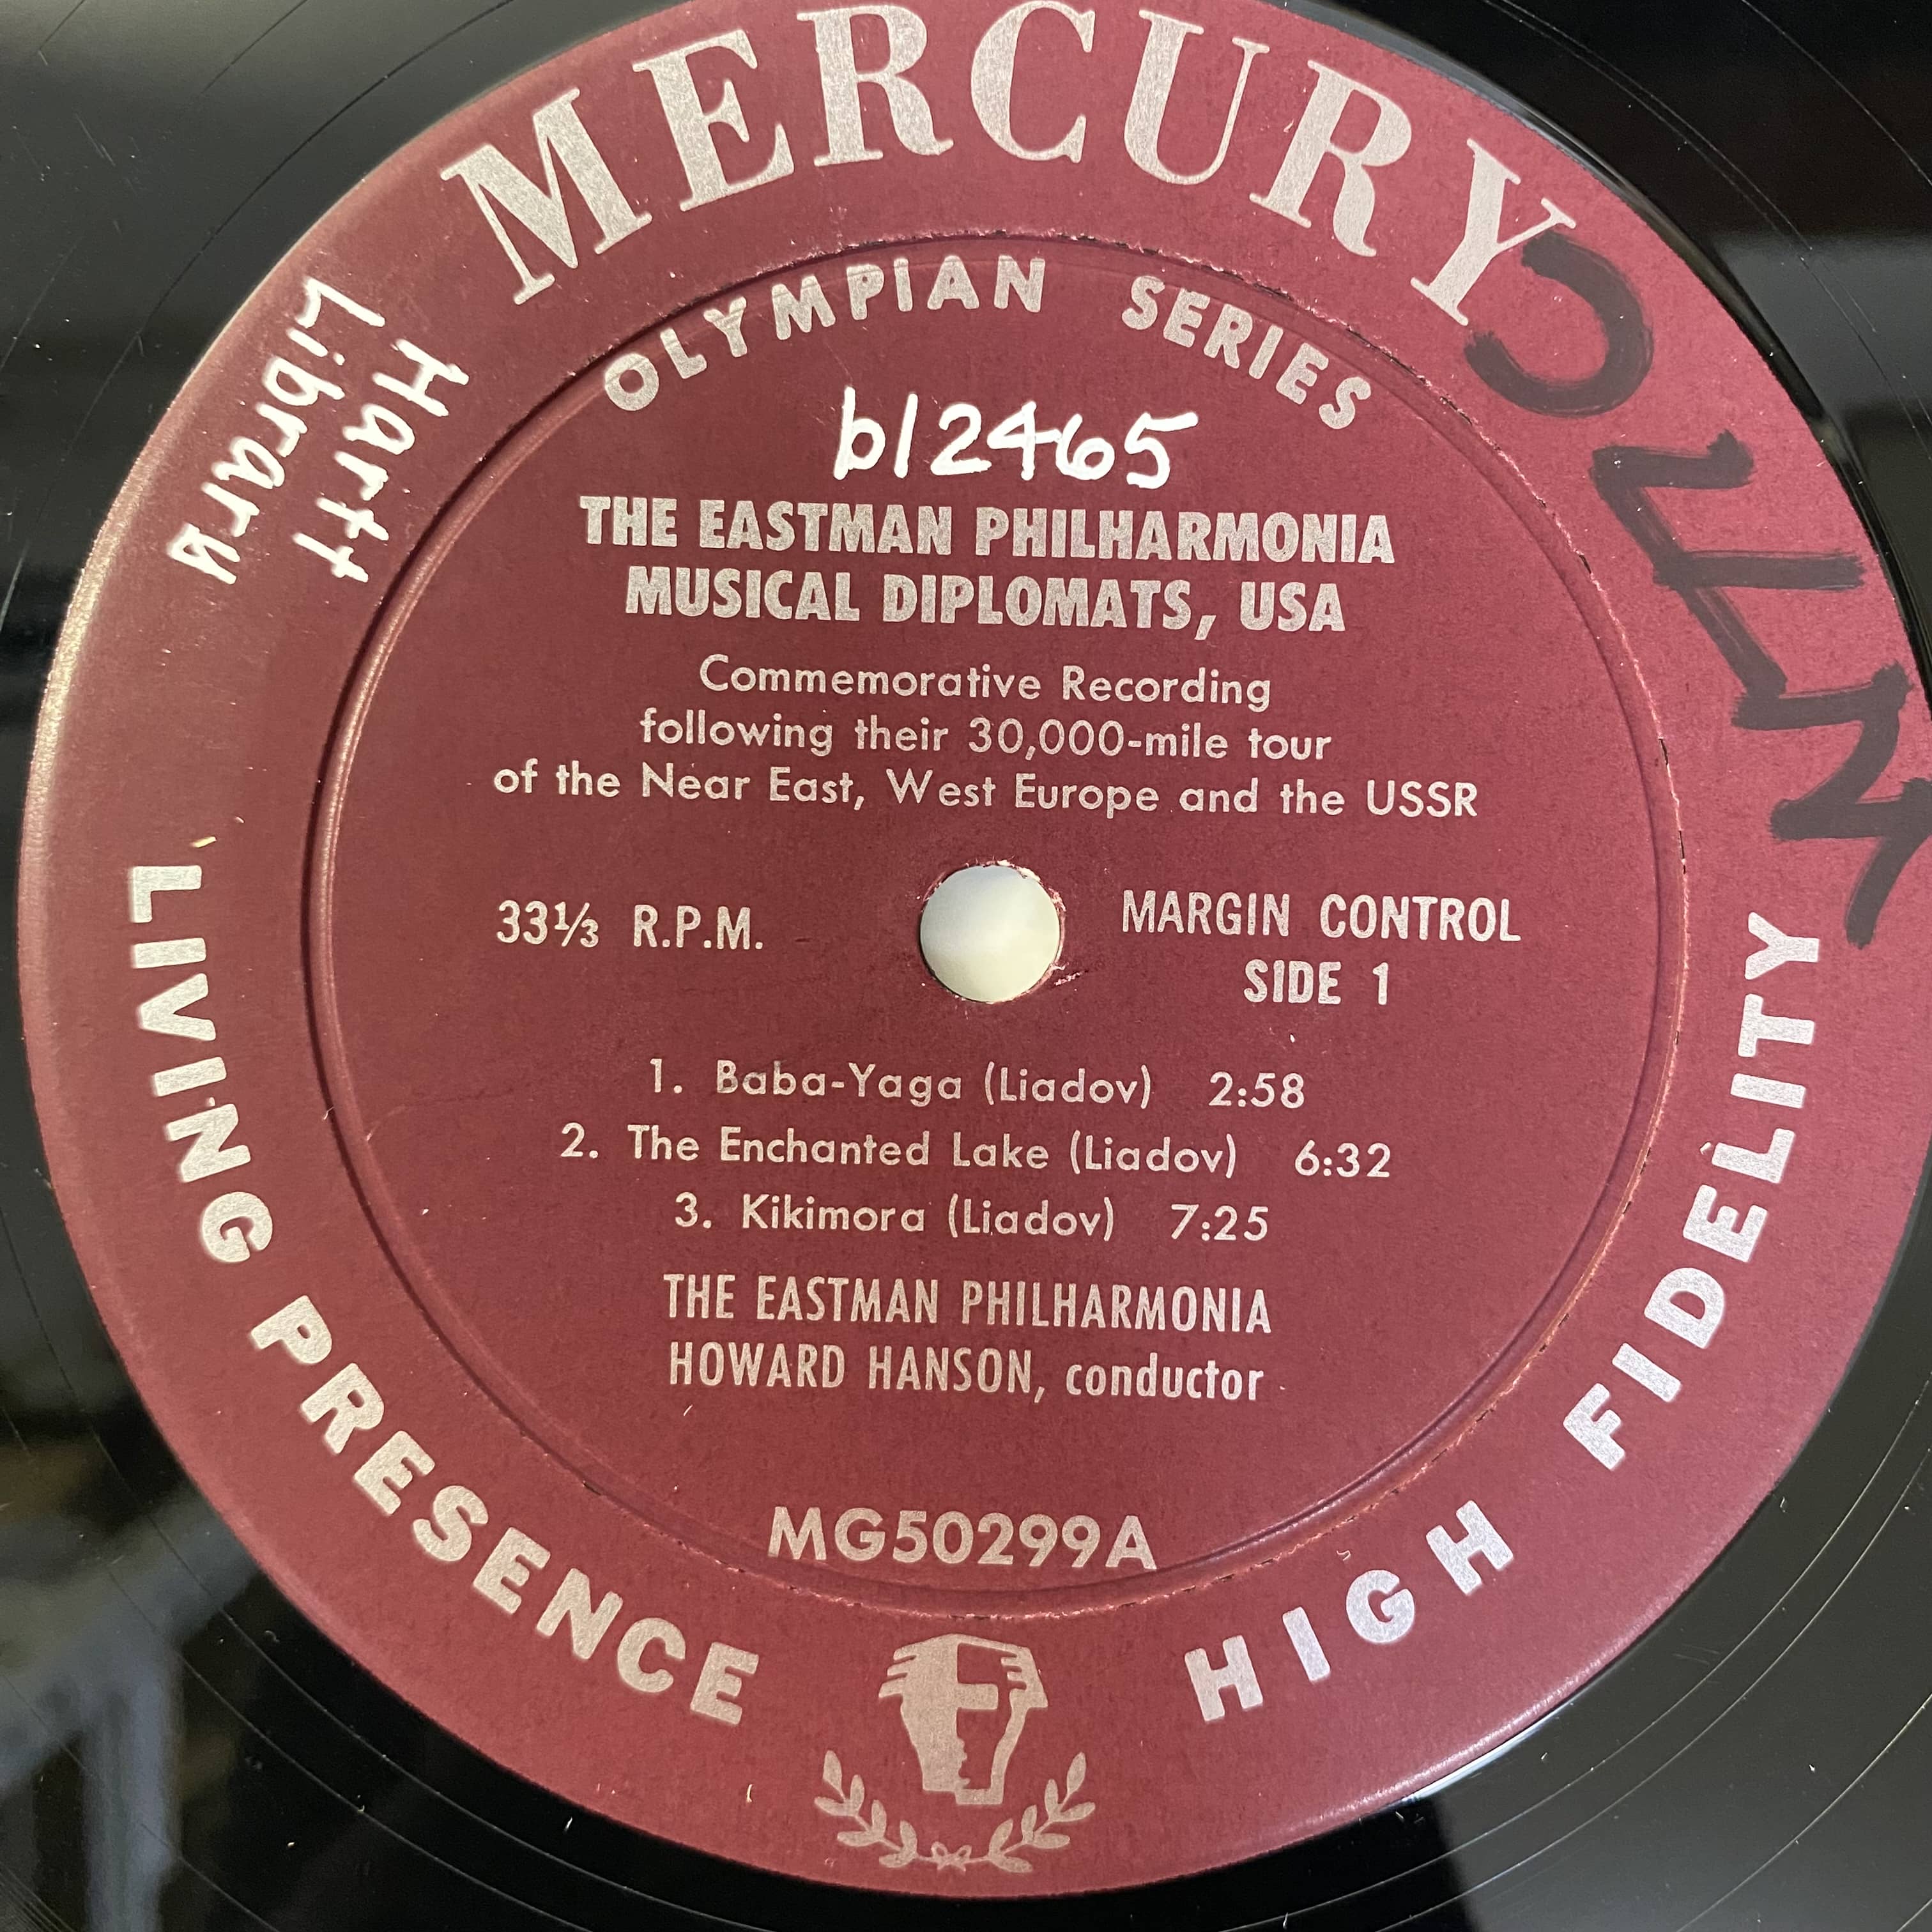 MERCURY
OLYMPIAN SERIES
Hartt
Library
b12465
THE EASTMAN PHILHARMONIA
MUSICAL DIPLOMATS, USA
Commemorative Recording
following their 30,000-mile tour
of the Near East, West Europe and the USSR
33⅓ R.P.M.
MARGIN CONTROL
SIDE 1
1. Baba-Yaga (Liadov) 2:58
2. The Enchanted Lake (Liadov) 6:32
3. Kikimora (Liadov) 7:25
THE EASTMAN PHILHARMONIA
HOWARD HANSON, conductor
MG50299A
LIVING PRESENCE
HIGH FIDELITY